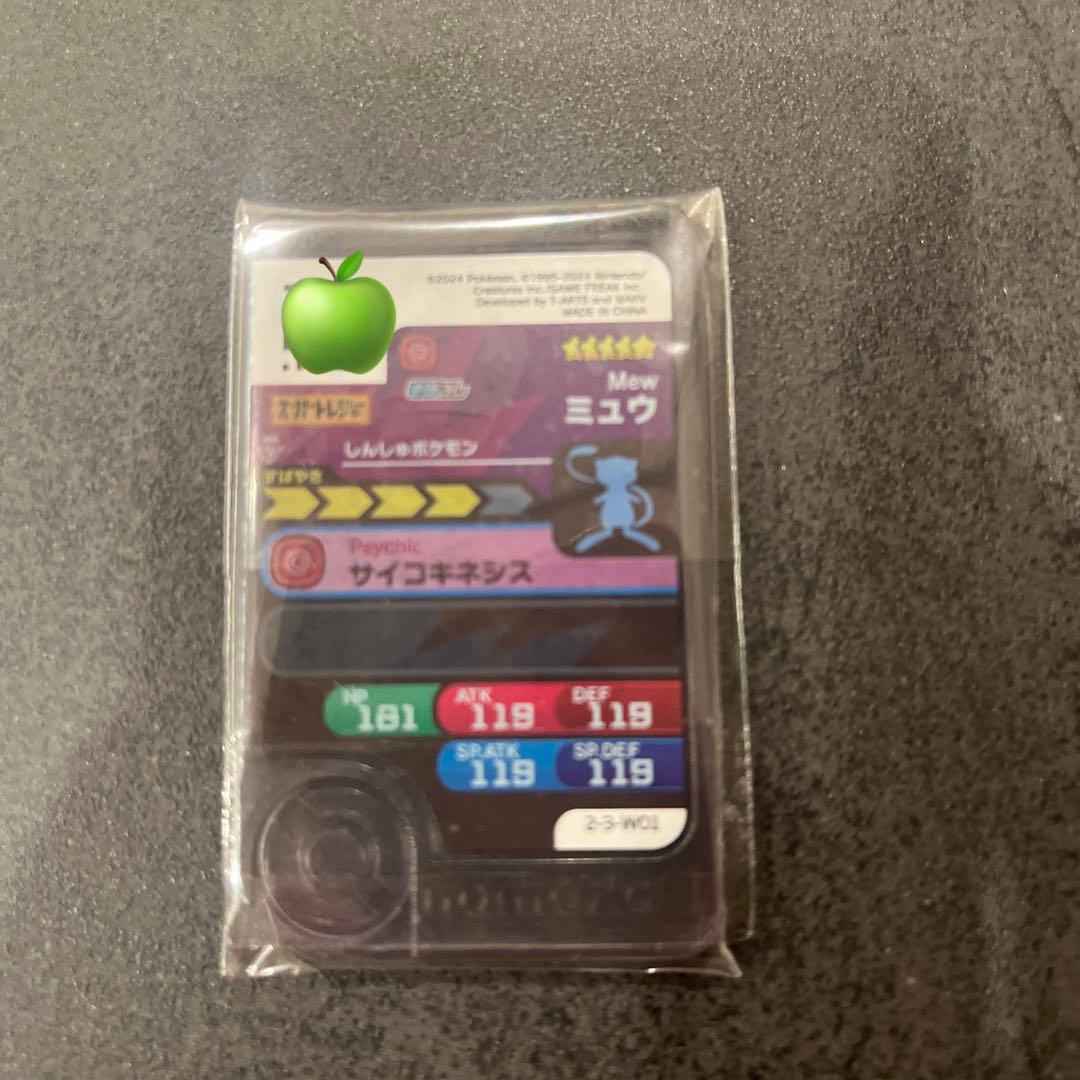 ©2024 Pokémon. ©1995-2024 Nintendo/
Creatures Inc./GAME FREAK inc.
Developed by T-ARTS and MARV
MADE IN CHINA
Mew
ミュウ
スーパートレジャー
しんしゅポケモン
すばやさ
Psychic
サイコキネシス
HP
181
ATK
119
DEF
119
SP.ATK
119
SP.DEF
119
2-3-W01